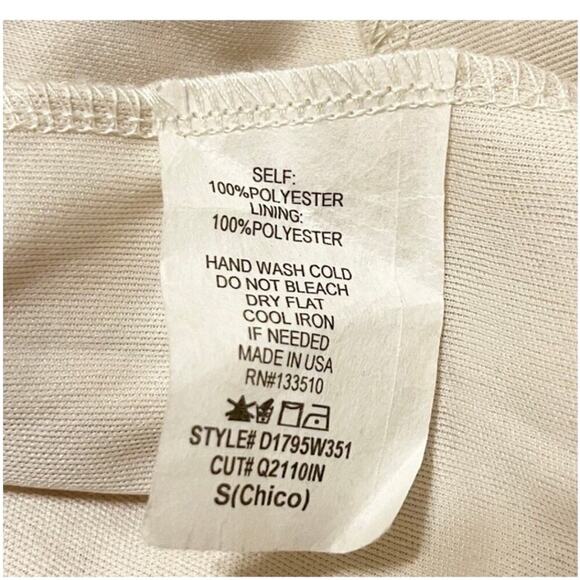 SELF:
100%POLYESTER
LINING:
100%POLYESTER
HAND WASH COLD
DO NOT BLEACH
DRY FLAT
COOL IRON
IF NEEDED
MADE IN USA
RN#133510
STYLE# D1795W351
CUT# Q2110IN
S(Chico)